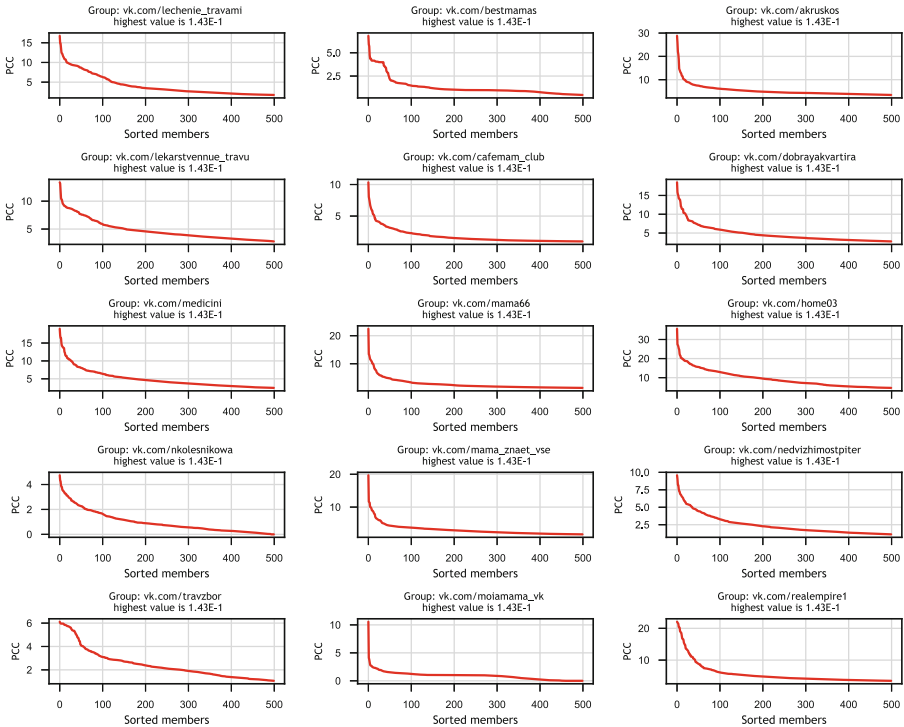 Group: vk.com/lechenie_travami
highest value is 1.43E-1
15
10
5
PCC
0 100 200 300 400 500
Sorted members
Group: vk.com/bestmamas
highest value is 1.43E-1
5.0
2.5
PCC
0 100 200 300 400 500
Sorted members
Group: vk.com/akruskos
highest value is 1.43E-1
30
20
10
PCC
0 100 200 300 400 500
Sorted members
Group: vk.com/lekarstvennue_travu
highest value is 1.43E-1
10
5
PCC
0 100 200 300 400 500
Sorted members
Group: vk.com/cafemam_club
highest value is 1.43E-1
10
5
PCC
0 100 200 300 400 500
Sorted members
Group: vk.com/dobrayakvartira
highest value is 1.43E-1
15
10
5
PCC
0 100 200 300 400 500
Sorted members
Group: vk.com/medicini
highest value is 1.43E-1
15
10
5
PCC
0 100 200 300 400 500
Sorted members
Group: vk.com/mama66
highest value is 1.43E-1
20
10
PCC
0 100 200 300 400 500
Sorted members
Group: vk.com/home03
highest value is 1.43E-1
30
20
10
PCC
0 100 200 300 400 500
Sorted members
Group: vk.com/nkolesnikowa
highest value is 1.43E-1
4
2
0
PCC
0 100 200 300 400 500
Sorted members
Group: vk.com/mama_znaet_vse
highest value is 1.43E-1
20
10
PCC
0 100 200 300 400 500
Sorted members
Group: vk.com/nedvizhimostpiter
highest value is 1.43E-1
10.0
7.5
5.0
2.5
PCC
0 100 200 300 400 500
Sorted members
Group: vk.com/travzbor
highest value is 1.43E-1
6
4
2
PCC
0 100 200 300 400 500
Sorted members
Group: vk.com/moiamama_vk
highest value is 1.43E-1
10
5
0
PCC
0 100 200 300 400 500
Sorted members
Group: vk.com/realempire1
highest value is 1.43E-1
20
10
PCC
0 100 200 300 400 500
Sorted members